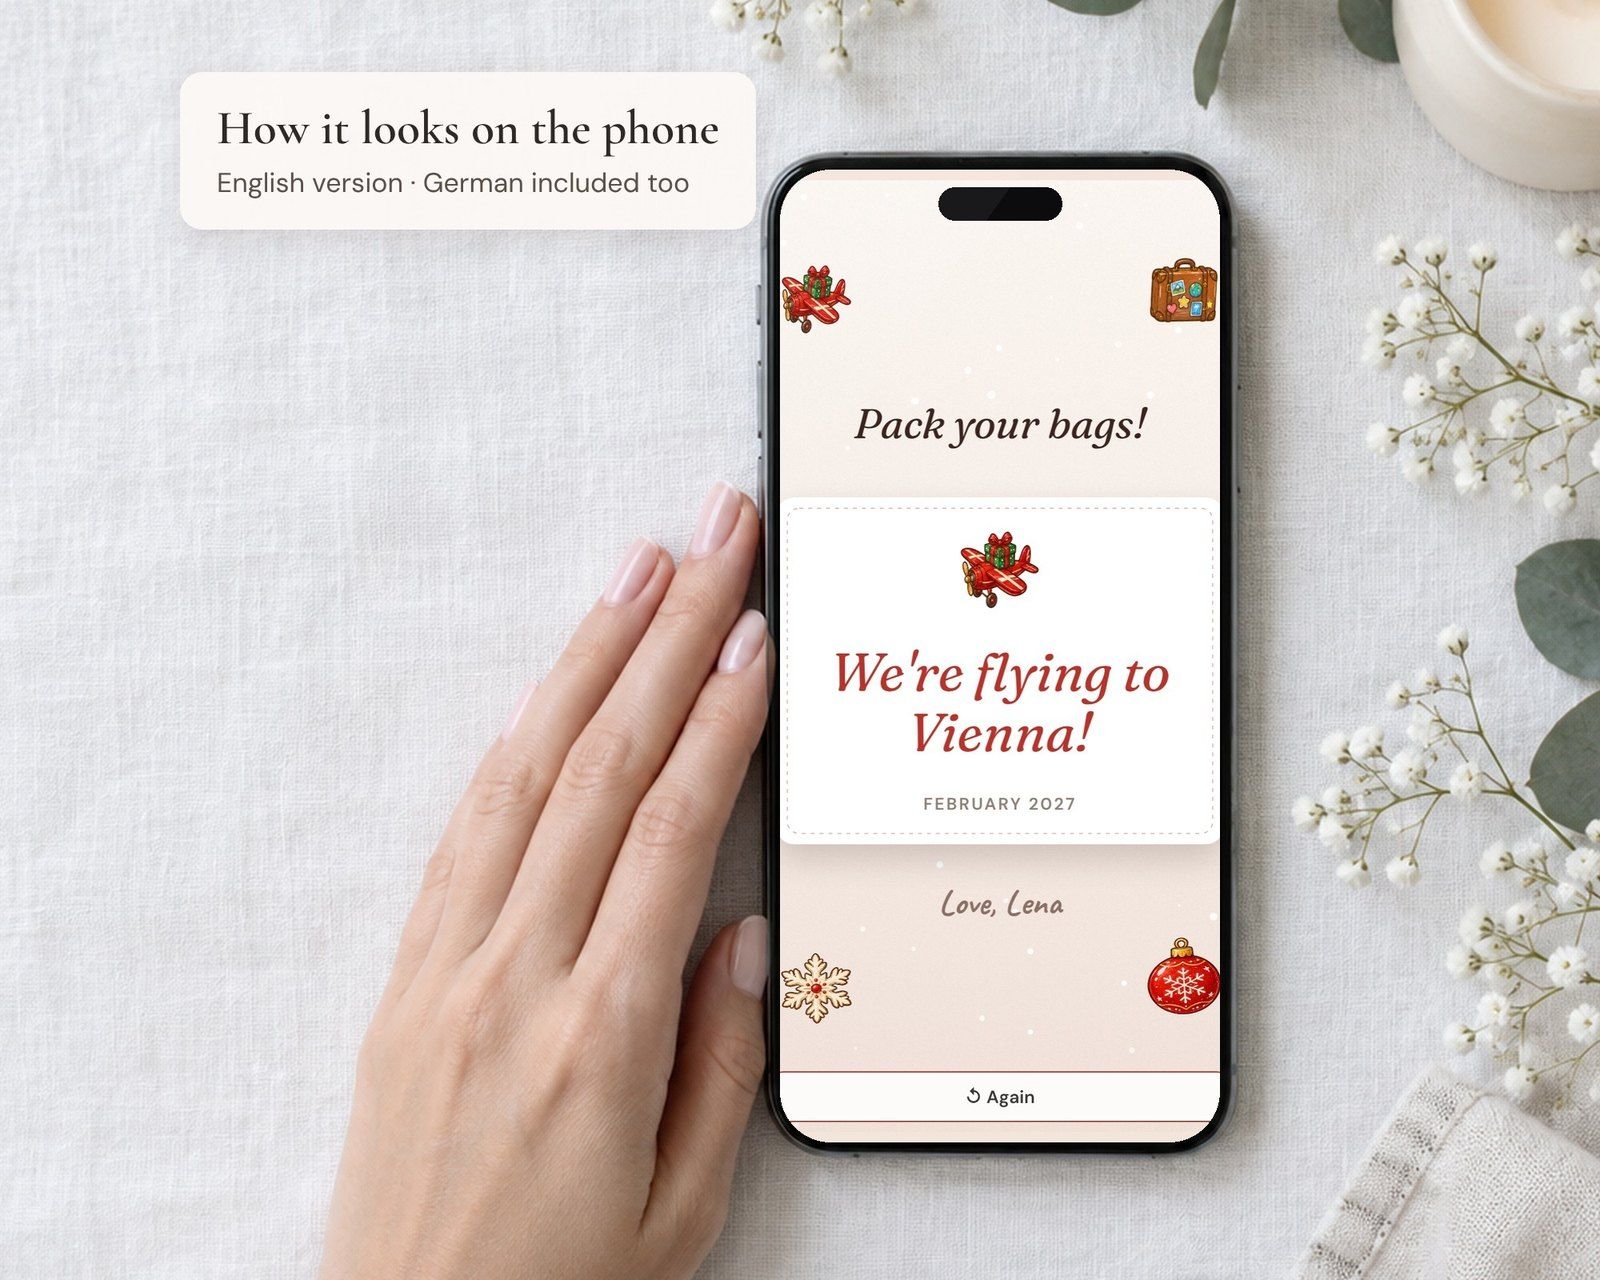 How it looks on the phone
English version · German included too
Pack your bags!
We're flying to
Vienna!
FEBRUARY 2027
Love, Lena
↺ Again